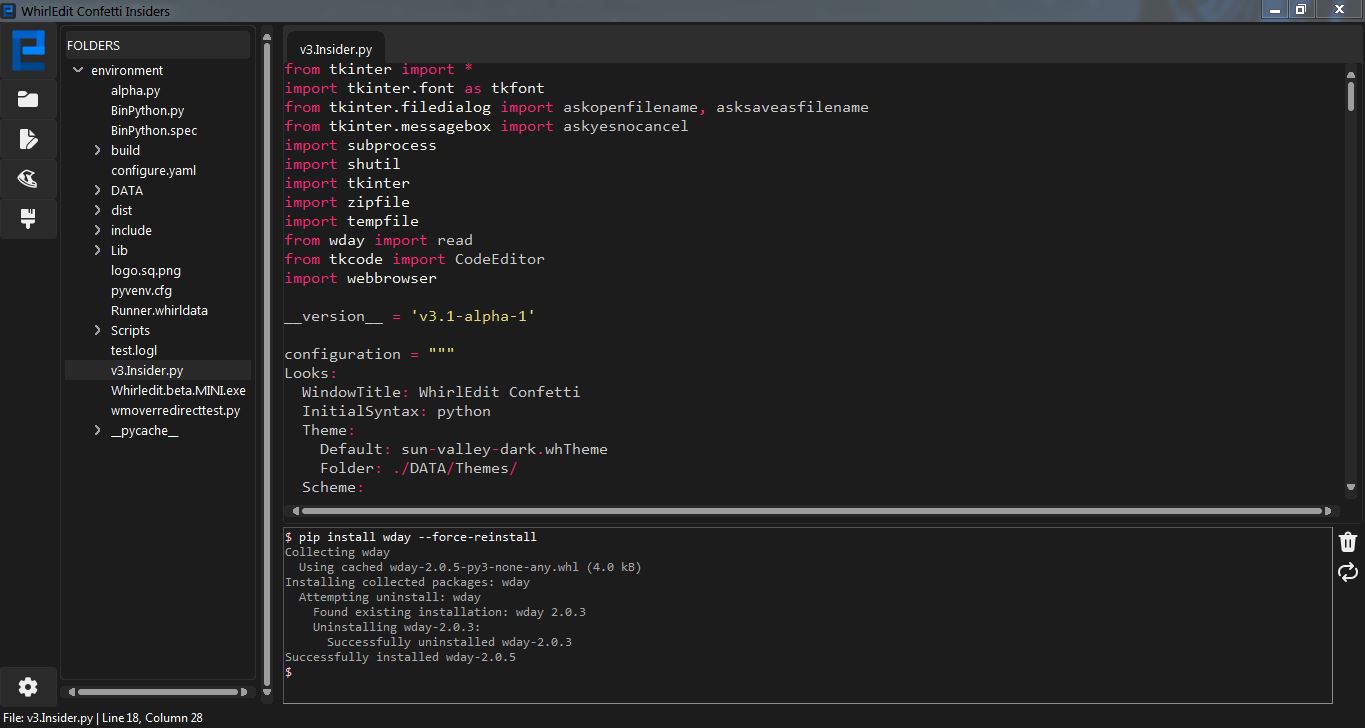 WhirlEdit Confetti Insiders
FOLDERS
environment
alpha.py
BinPython.py
BinPython.spec
build
configure.yaml
DATA
dist
include
Lib
logo.sq.png
pyvenv.cfg
Runner.whirldata
Scripts
test.logl
v3.Insider.py
Whirledit.beta.MINI.exe
wmoverredirecttest.py
__pycache__
v3.Insider.py
from tkinter import *
import tkinter.font as tkfont
from tkinter.filedialog import askopenfilename, asksaveasfilename
from tkinter.messagebox import askyesnocancel
import subprocess
import shutil
import tkinter
import zipfile
import tempfile
from wday import read
from tkcode import CodeEditor
import webbrowser
__version__ = 'v3.1-alpha-1'
configuration = """
Looks:
  WindowTitle: WhirlEdit Confetti
  InitialSyntax: python
  Theme:
    Default: sun-valley-dark.whTheme
    Folder: ./DATA/Themes/
  Scheme:
$ pip install wday --force-reinstall
Collecting wday
  Using cached wday-2.0.5-py3-none-any.whl (4.0 kB)
Installing collected packages: wday
  Attempting uninstall: wday
    Found existing installation: wday 2.0.3
    Uninstalling wday-2.0.3:
      Successfully uninstalled wday-2.0.3
Successfully installed wday-2.0.5
$
File: v3.Insider.py | Line 18, Column 28